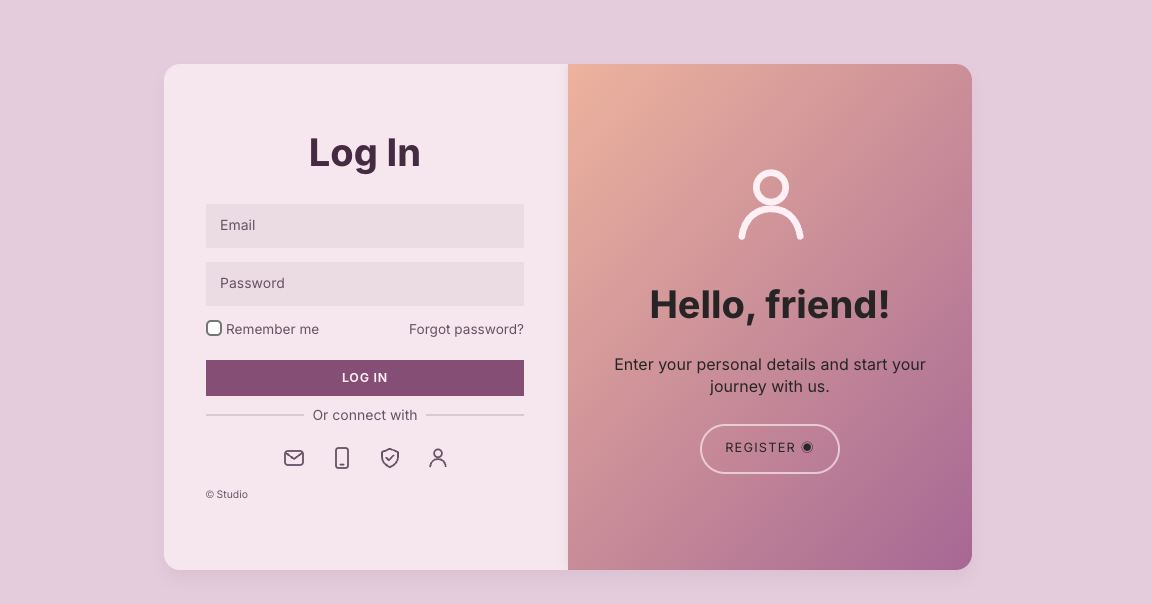 Log In
Email
Password
Remember me
Forgot password?
LOG IN
Or connect with
© Studio
Hello, friend!
Enter your personal details and start your
journey with us.
REGISTER ◉